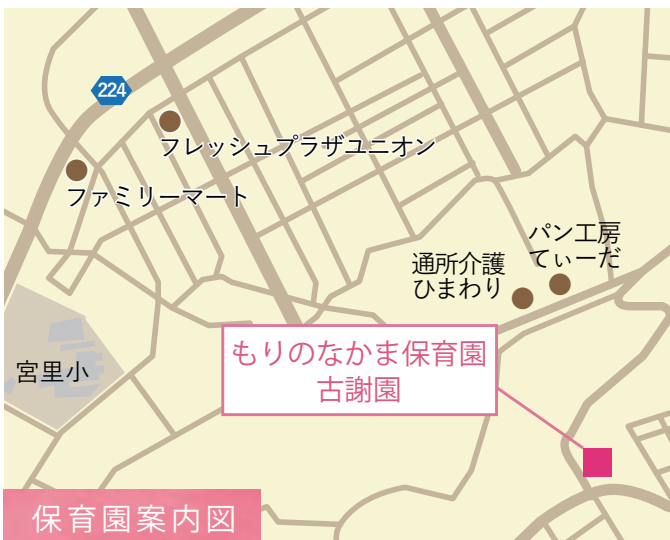 224
フレッシュプラザユニオン
ファミリーマート
パン工房
てぃーだ
通所介護
ひまわり
もりのなかま保育園
古謝園
宮里小
保育園案内図